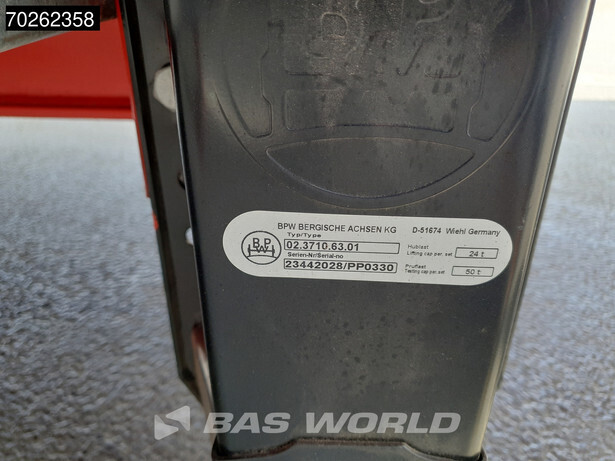 70262358
BPW BERGISCHE ACHSEN KG D-51674 Wiehl Germany
Typ/Type
02.3710.63.01
Serien-Nr/Serial-no
23442028/PP0330
Hublast
Lifting cap per. set 24 t
Prüflast
Testing cap per. set 50 t
BPW
BAS WORLD